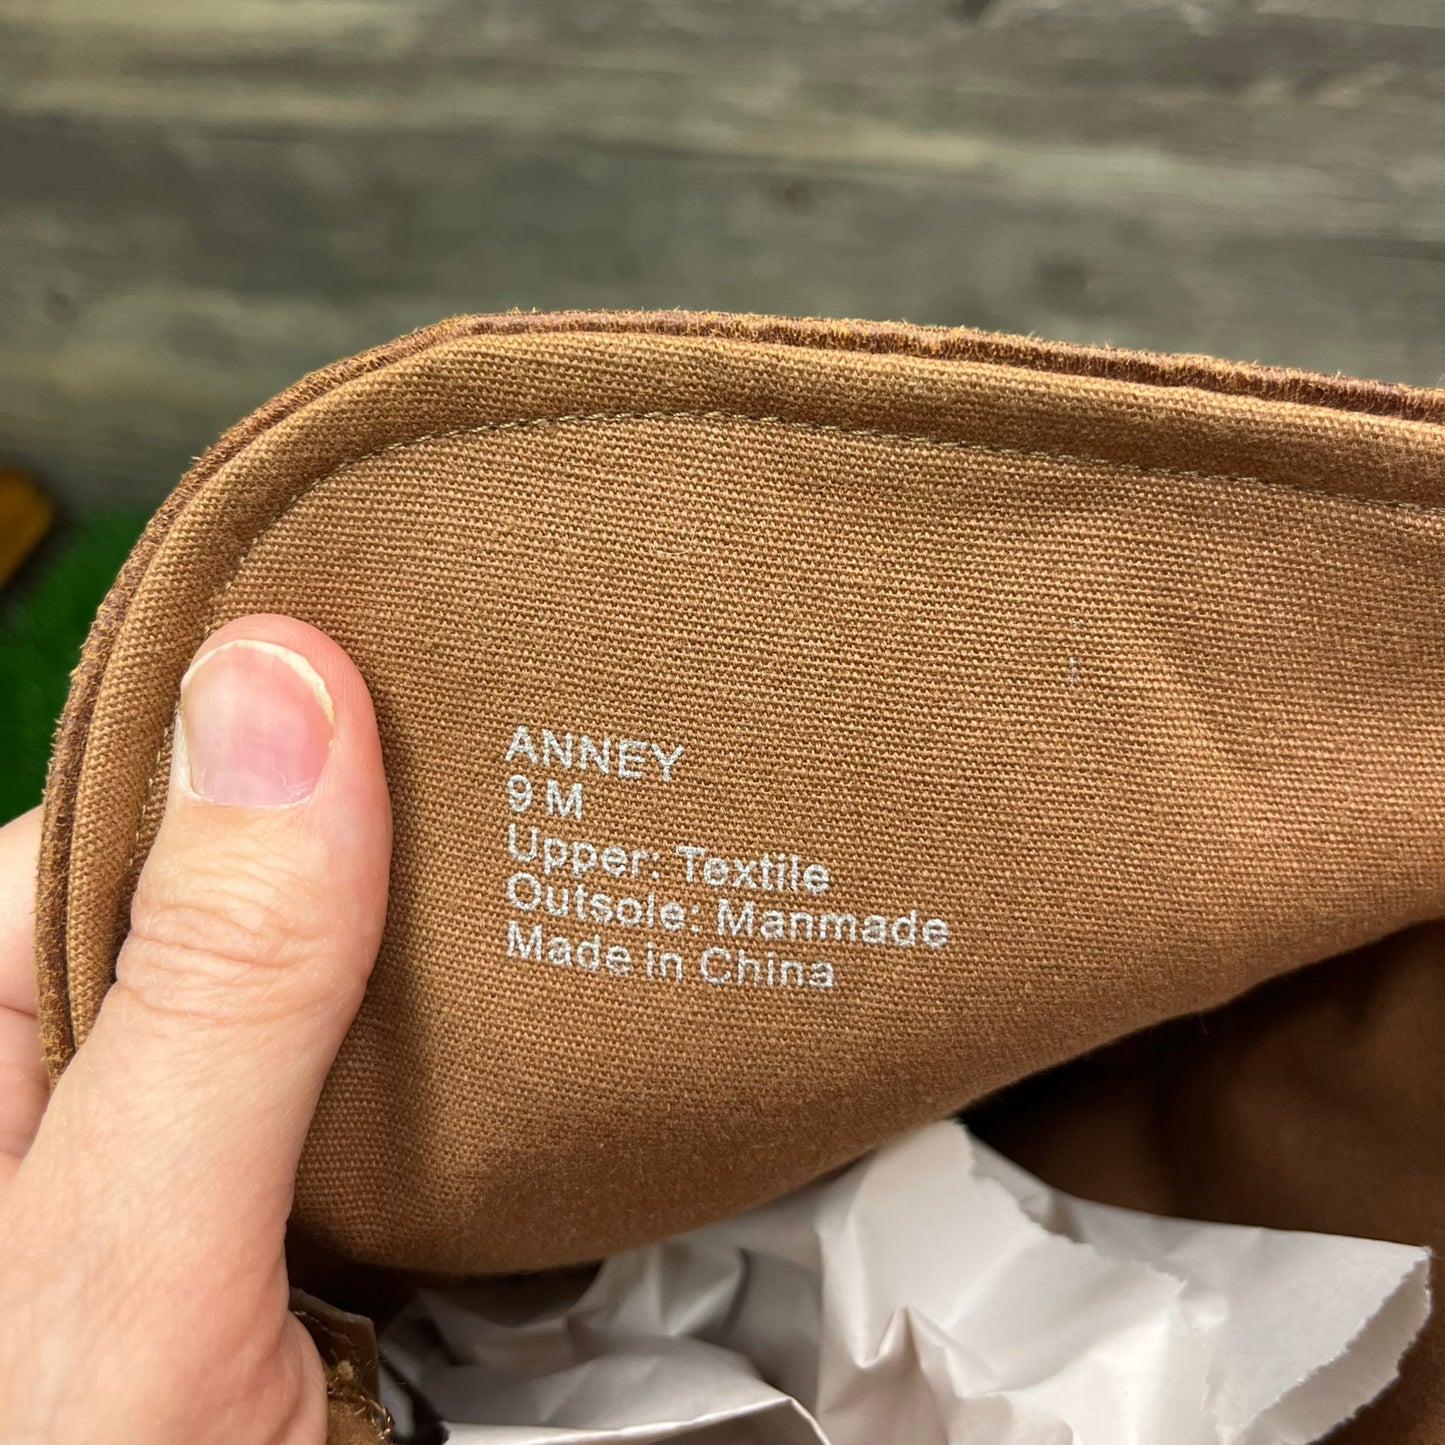 ANNEY
9 M
Upper: Textile
Outsole: Manmade
Made in China